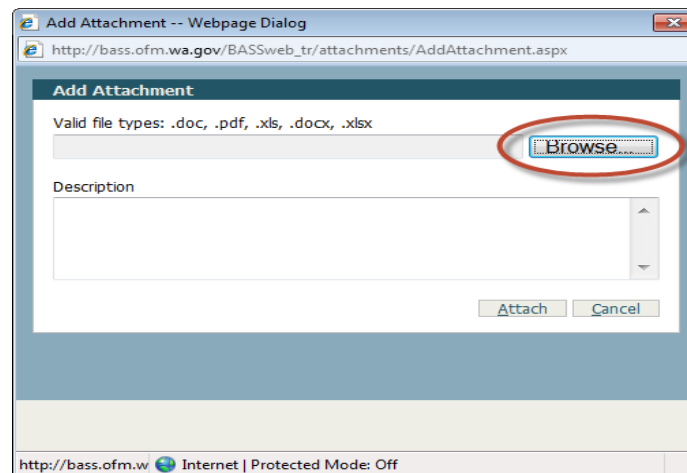 Add Attachment -- Webpage Dialog
http://bass.ofm.wa.gov/BASSweb_tr/attachments/AddAttachment.aspx
Add Attachment
Valid file types: .doc, .pdf, .xls, .docx, .xlsx
Browse...
Description
Attach Cancel
http://bass.ofm.w Internet | Protected Mode: Off